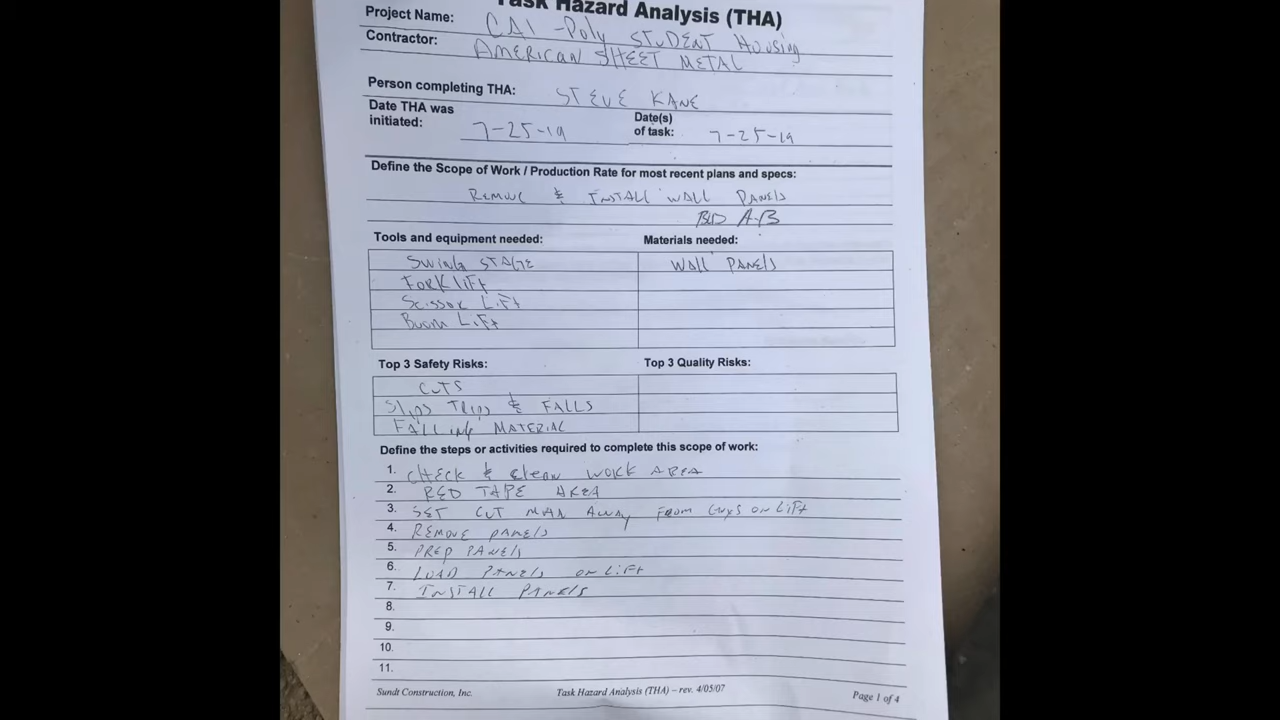 Task Hazard Analysis (THA)
Project Name: CAl-Poly STUDENT Housing
Contractor: AMERICAN SHEET METAL
Person completing THA: STEVE KANE
Date THA was initiated: 7-25-19 Date(s) of task: 7-25-19
Define the Scope of Work / Production Rate for most recent plans and specs:
REMOVE & INSTALL WALL PANEls
BLD A-B
Tools and equipment needed: Materials needed:
SWING STAGE WAll PANEls
FORKliFt
Scissor LiFt
Boom LiFt
Top 3 Safety Risks: Top 3 Quality Risks:
CUTS
Slips TRips & FALLS
FALLING MATERIAL
Define the steps or activities required to complete this scope of work:
1. CHECK & Clean WORK AREA
2. RED TAPE AREA
3. SET CUT MAN AWAY FROM GUYS ON LiFt
4. REMOVE PANEls
5. PREP PANEls
6. LOAD PANEls ON LiFt
7. INSTALL PANEls
8.
9.
10.
11.
Sundt Construction, Inc. Task Hazard Analysis (THA) – rev. 4/05/07 Page 1 of 4